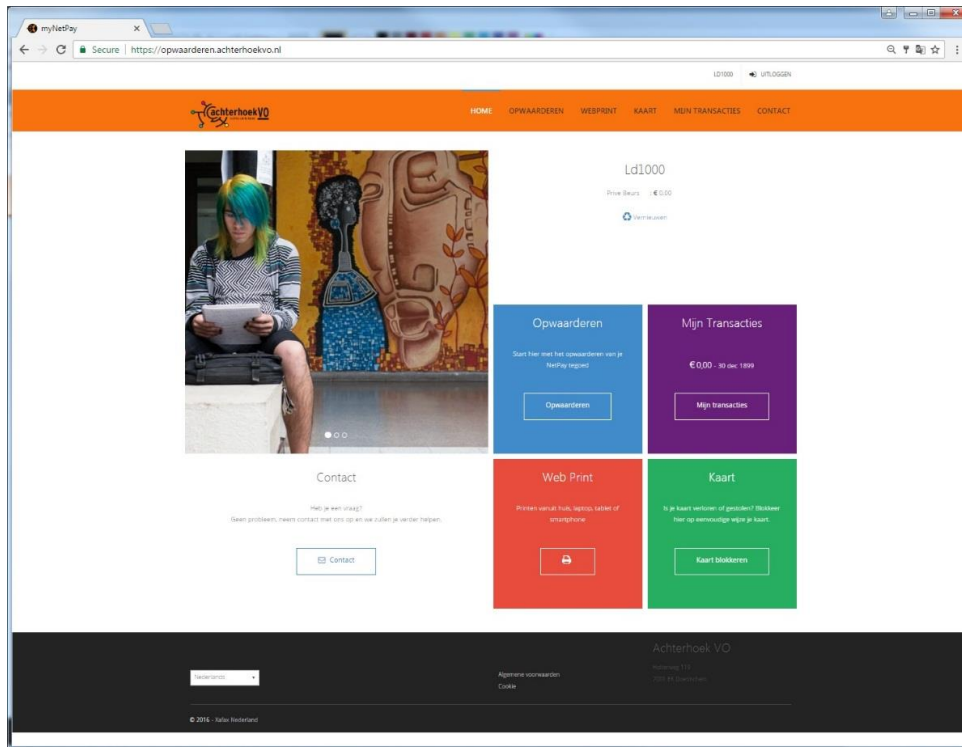 myNetPay
Secure | https://opwaarderen.achterhoekvo.nl
LD1000 UITLOGGEN
achterhoekVO
HOME OPWAARDEREN WEBPRINT KAART MIJN TRANSACTIES CONTACT
Ld1000
Prive Beurs : € 0,00
Vernieuwen
Opwaarderen
Start hier met het opwaarderen van je
NetPay tegoed
Opwaarderen
Mijn Transacties
€ 0,00 - 30 dec 1899
Mijn transacties
Contact
Heb je een vraag?
Geen probleem, neem contact met ons op en we zullen je verder helpen.
Contact
Web Print
Printen vanuit huis, laptop, tablet of
smartphone
Kaart
Is je kaart verloren of gestolen? Blokkeer
hier op eenvoudige wijze je kaart.
Kaart blokkeren
Achterhoek VO
Nederlands
Algemene voorwaarden
Cookie
© 2016 - Xafax Nederland